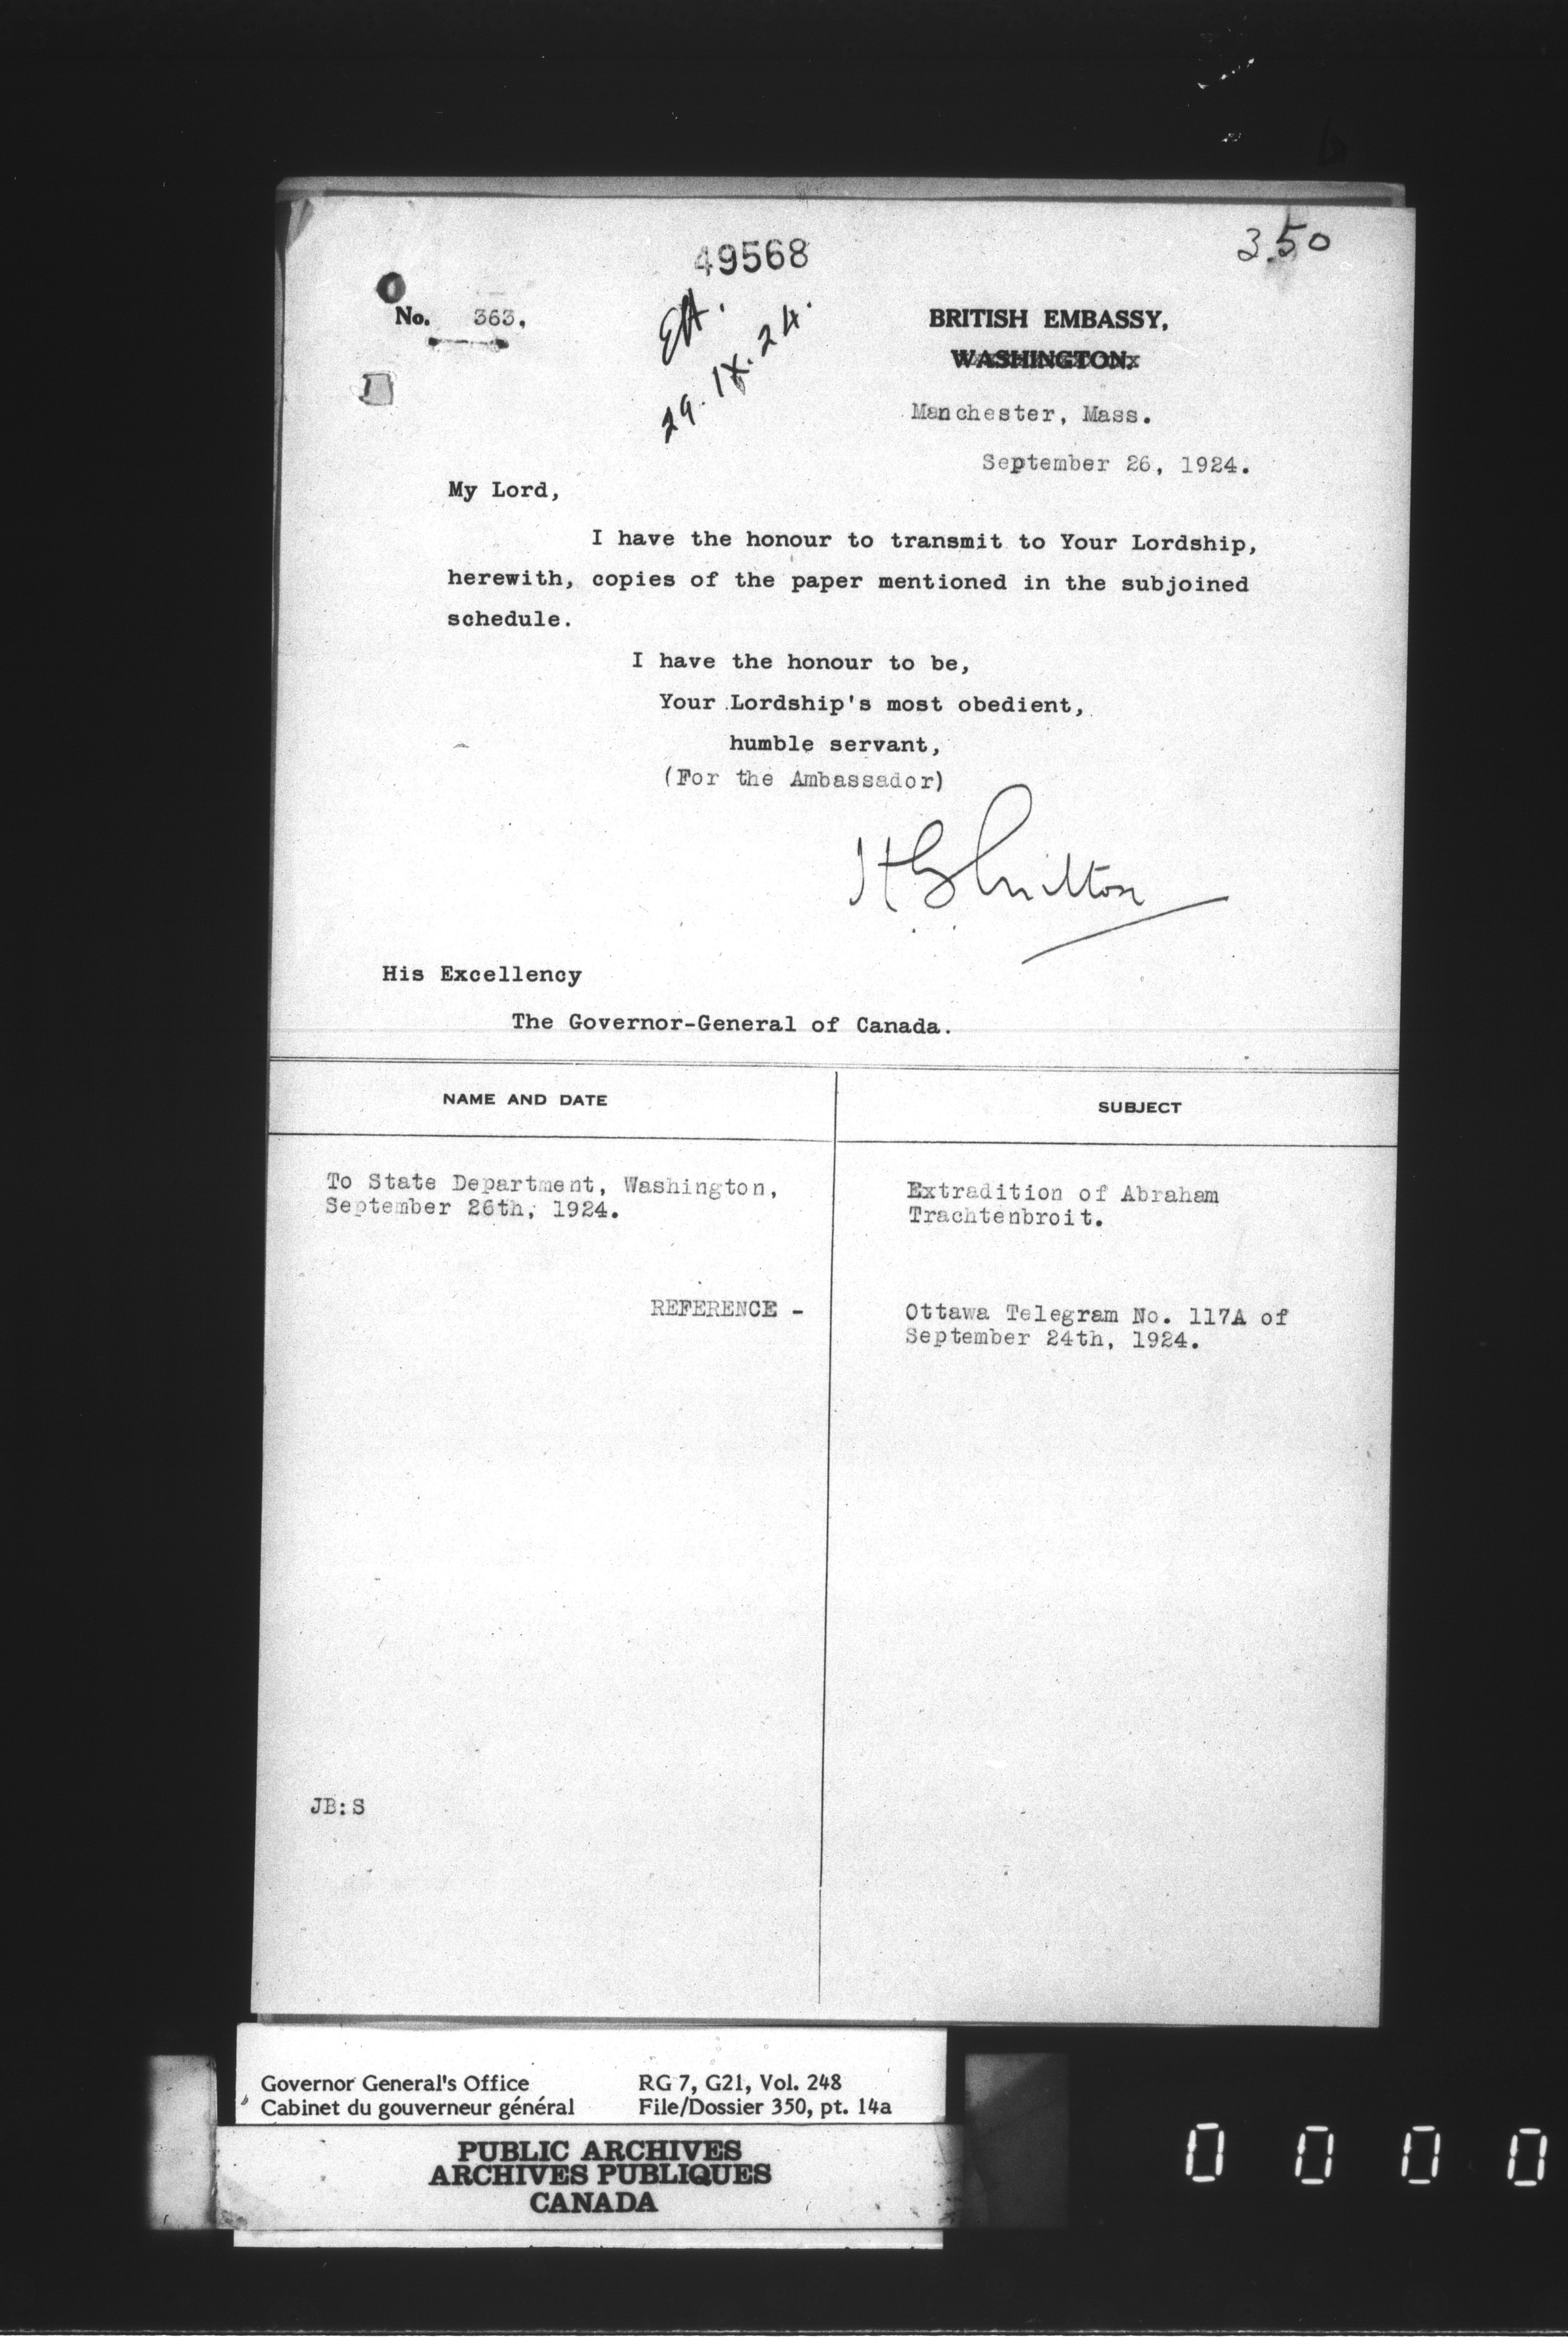 49568
350
No. 363.
EA.
29.IX.24.
BRITISH EMBASSY,
WASHINGTON.
Manchester, Mass.
September 26, 1924.
My Lord,
I have the honour to transmit to Your Lordship,
herewith, copies of the paper mentioned in the subjoined
schedule.
I have the honour to be,
Your Lordship's most obedient,
humble servant,
(For the Ambassador)
His Excellency
The Governor-General of Canada.
NAME AND DATE
SUBJECT
To State Department, Washington,
September 26th, 1924.
Extradition of Abraham
Trachtenbroit.
REFERENCE -
Ottawa Telegram No. 117A of
September 24th, 1924.
JB:S
Governor General's Office
Cabinet du gouverneur général
RG 7, G21, Vol. 248
File/Dossier 350, pt. 14a
PUBLIC ARCHIVES
ARCHIVES PUBLIQUES
CANADA
0 0 0 0